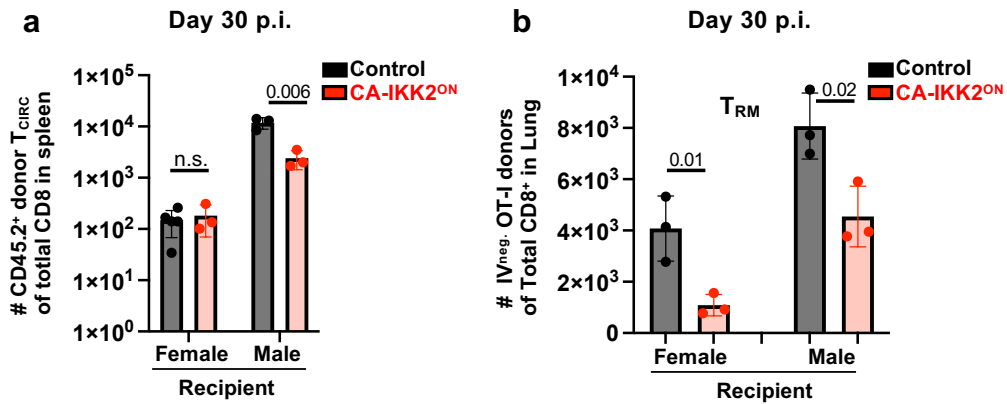 a
Day 30 p.i.
# CD45.2⁺ donor T_CIRC
of totlal CD8 in spleen
1×10⁵
1×10⁴
1×10³
1×10²
1×10¹
1×10⁰
n.s.
0.006
Control
CA-IKK2ᴼᴺ
Female
Male
Recipient
b
Day 30 p.i.
# IVⁿᵉᵍ· OT-I donors
of Total CD8⁺ in Lung
1×10⁴
8×10³
6×10³
4×10³
2×10³
0
T_RM
0.01
0.02
Control
CA-IKK2ᴼᴺ
Female
Male
Recipient